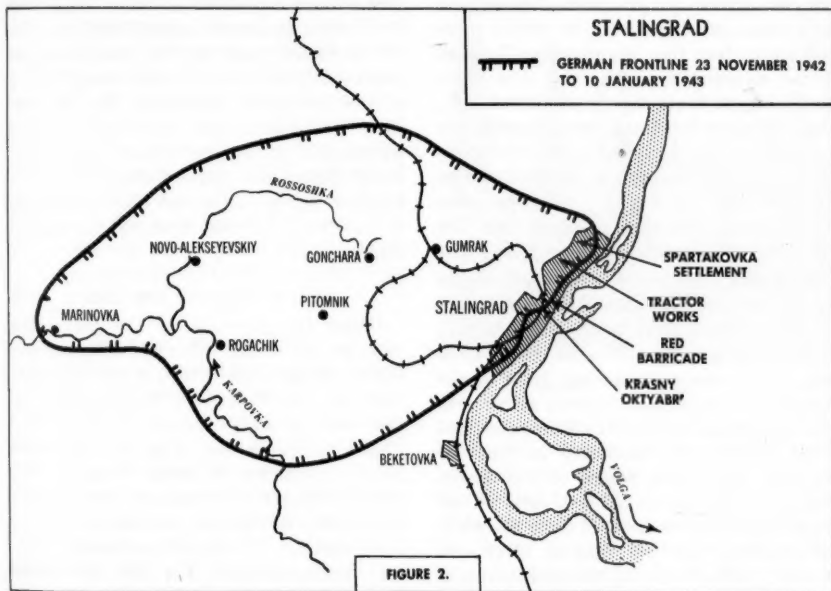 STALINGRAD
GERMAN FRONTLINE 23 NOVEMBER 1942
TO 10 JANUARY 1943
ROSSOSHKA
NOVO-ALEKSEYEVSKIY
GONCHARA
GUMRAK
SPARTAKOVKA
SETTLEMENT
PITOMNIK
STALINGRAD
TRACTOR
WORKS
MARINOVKA
ROGACHIK
RED
BARRICADE
KARPOVKA
KRASNY
OKTYABR'
BEKETOVKA
VOLGA
FIGURE 2.